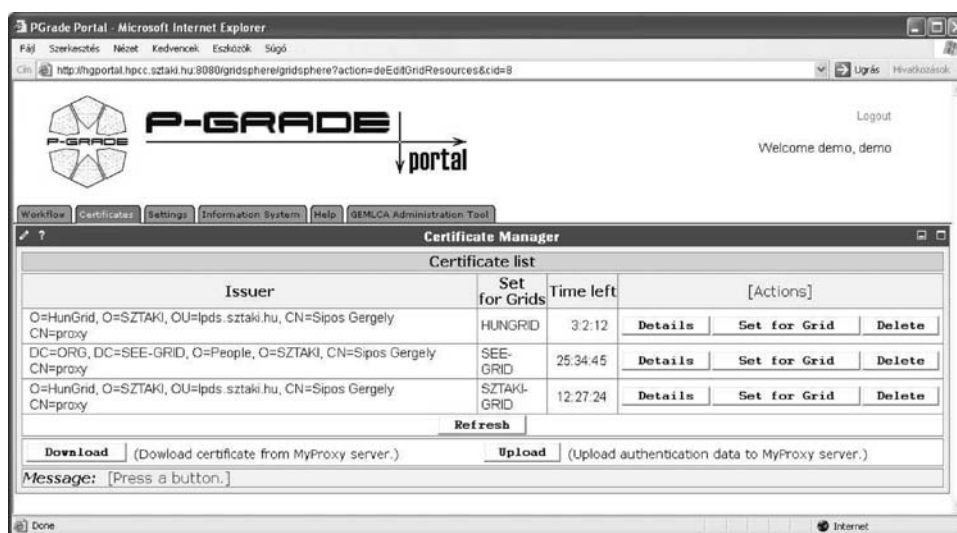 PGrade Portal - Microsoft Internet Explorer
Fájl Szerkesztés Nézet Kedvencek Eszközök Súgó
Cím http://hgportal.hpcc.sztaki.hu:8080/gridsphere/gridsphere?action=deEditGridResources&cid=8 Ugrás Hivatkozások
P-GRADE
P-GRADE
portal
Logout
Welcome demo, demo
Workflow Certificates Settings Information System Help GEMLCA Administration Tool
? Certificate Manager
Certificate list
Issuer Set for Grids Time left [Actions]
O=HunGrid, O=SZTAKI, OU=lpds.sztaki.hu, CN=Sipos Gergely
CN=proxy
HUNGRID 3:2:12 Details Set for Grid Delete
DC=ORG, DC=SEE-GRID, O=People, O=SZTAKI, CN=Sipos Gergely
CN=proxy
SEE-
GRID
25:34:45 Details Set for Grid Delete
O=HunGrid, O=SZTAKI, OU=lpds.sztaki.hu, CN=Sipos Gergely
CN=proxy
SZTAKI-
GRID
12:27:24 Details Set for Grid Delete
Refresh
Download (Dowload certificate from MyProxy server.) Upload (Upload authentication data to MyProxy server.)
Message: [Press a button.]
Done Internet